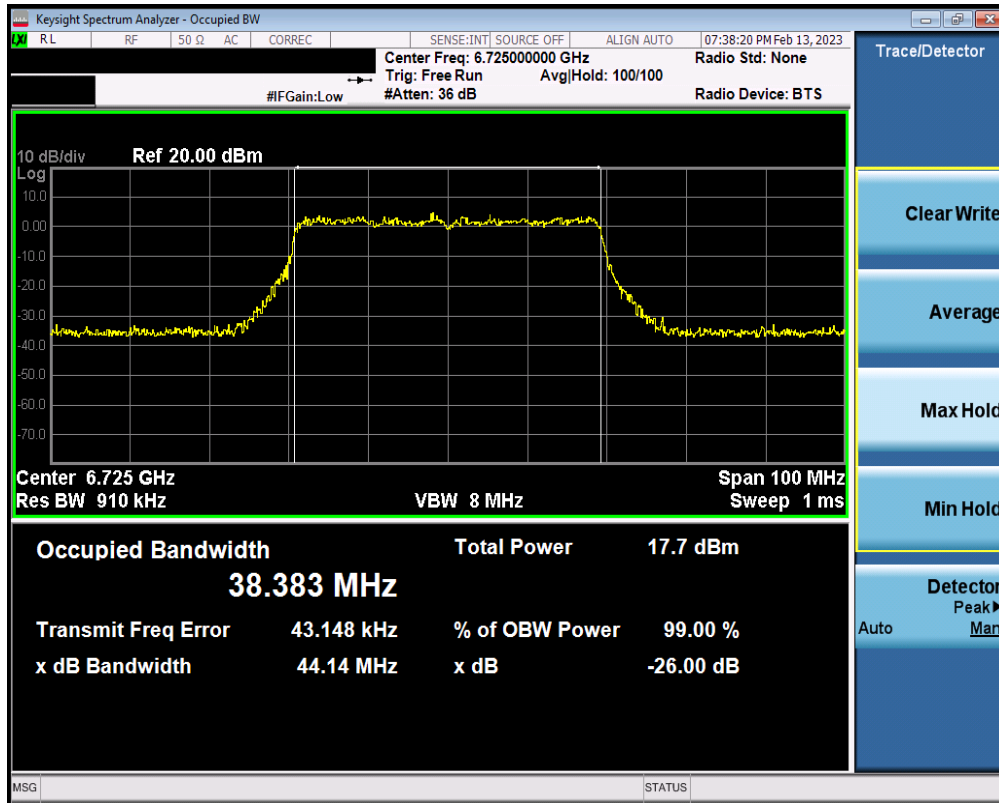 Keysight Spectrum Analyzer - Occupied BW
LXI RL RF 50 Ω AC CORREC SENSE:INT SOURCE OFF ALIGN AUTO 07:38:20 PM Feb 13, 2023
Center Freq: 6.725000000 GHz Radio Std: None
Trig: Free Run Avg|Hold: 100/100
#IFGain:Low #Atten: 36 dB Radio Device: BTS
Trace/Detector
10 dB/div Ref 20.00 dBm
Log
10.0
0.00
-10.0
-20.0
-30.0
-40.0
-50.0
-60.0
-70.0
Center 6.725 GHz Span 100 MHz
Res BW 910 kHz VBW 8 MHz Sweep 1 ms
Clear Write
Average
Max Hold
Min Hold
Detector
Peak▶
Auto Man
Occupied Bandwidth Total Power 17.7 dBm
38.383 MHz
Transmit Freq Error 43.148 kHz % of OBW Power 99.00 %
x dB Bandwidth 44.14 MHz x dB -26.00 dB
MSG STATUS